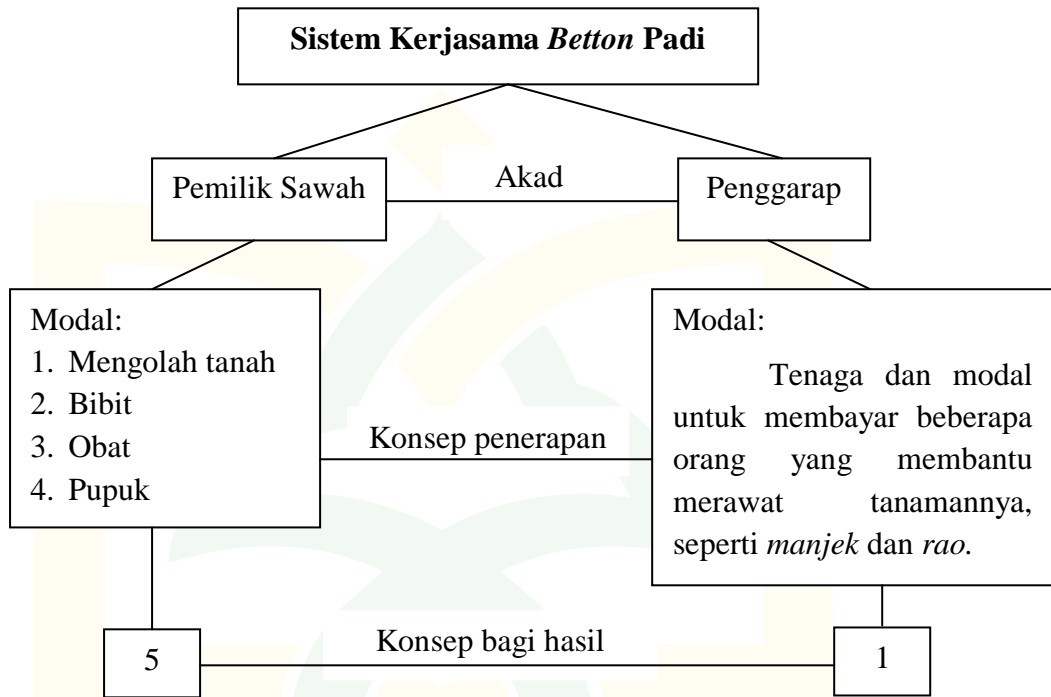 Sistem Kerjasama Betton Padi
Pemilik Sawah
Akad
Penggarap
Modal:
1. Mengolah tanah
2. Bibit
3. Obat
4. Pupuk
Konsep penerapan
Modal:
Tenaga dan modal
untuk membayar beberapa
orang yang membantu
merawat tanamannya,
seperti manjek dan rao.
5
Konsep bagi hasil
1